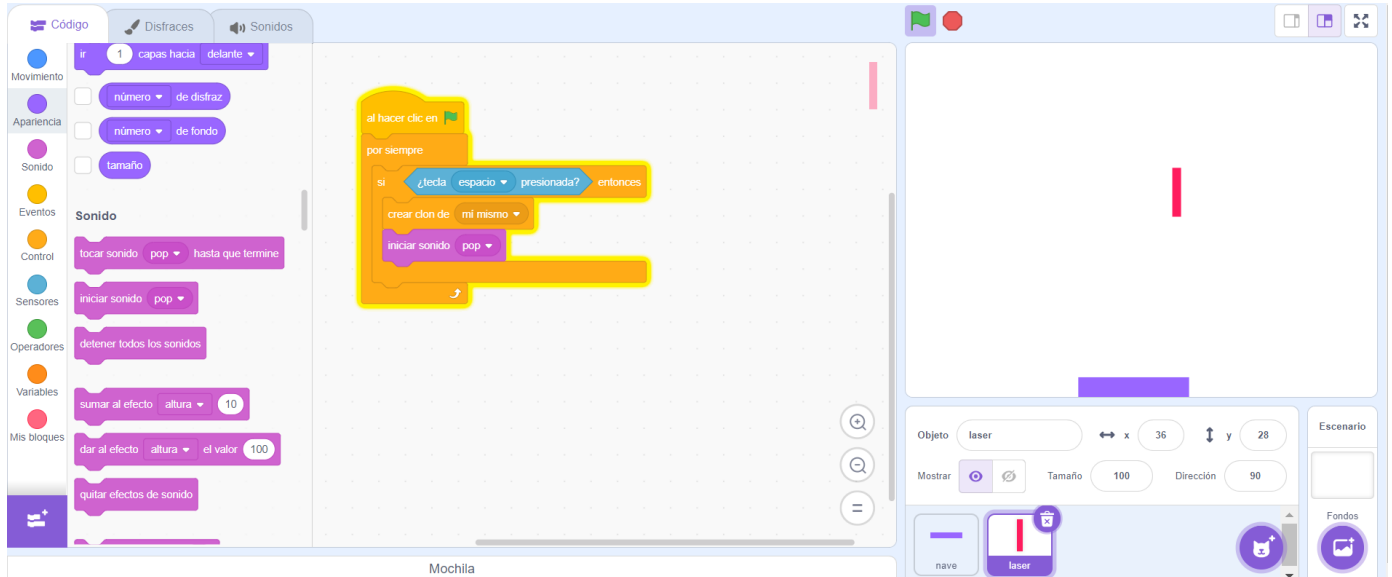 Código
Disfraces
Sonidos
Movimiento
Apariencia
Sonido
Eventos
Control
Sensores
Operadores
Variables
Mis bloques
ir 1 capas hacia delante
número de disfraz
número de fondo
tamaño
Sonido
tocar sonido pop hasta que termine
iniciar sonido pop
detener todos los sonidos
sumar al efecto altura 10
dar al efecto altura el valor 100
quitar efectos de sonido
al hacer clic en
por siempre
si ¿tecla espacio presionada? entonces
crear clon de mí mismo
iniciar sonido pop
Mochila
Objeto laser x 36 y 28
Mostrar Tamaño 100 Dirección 90
nave
laser
Escenario
Fondos